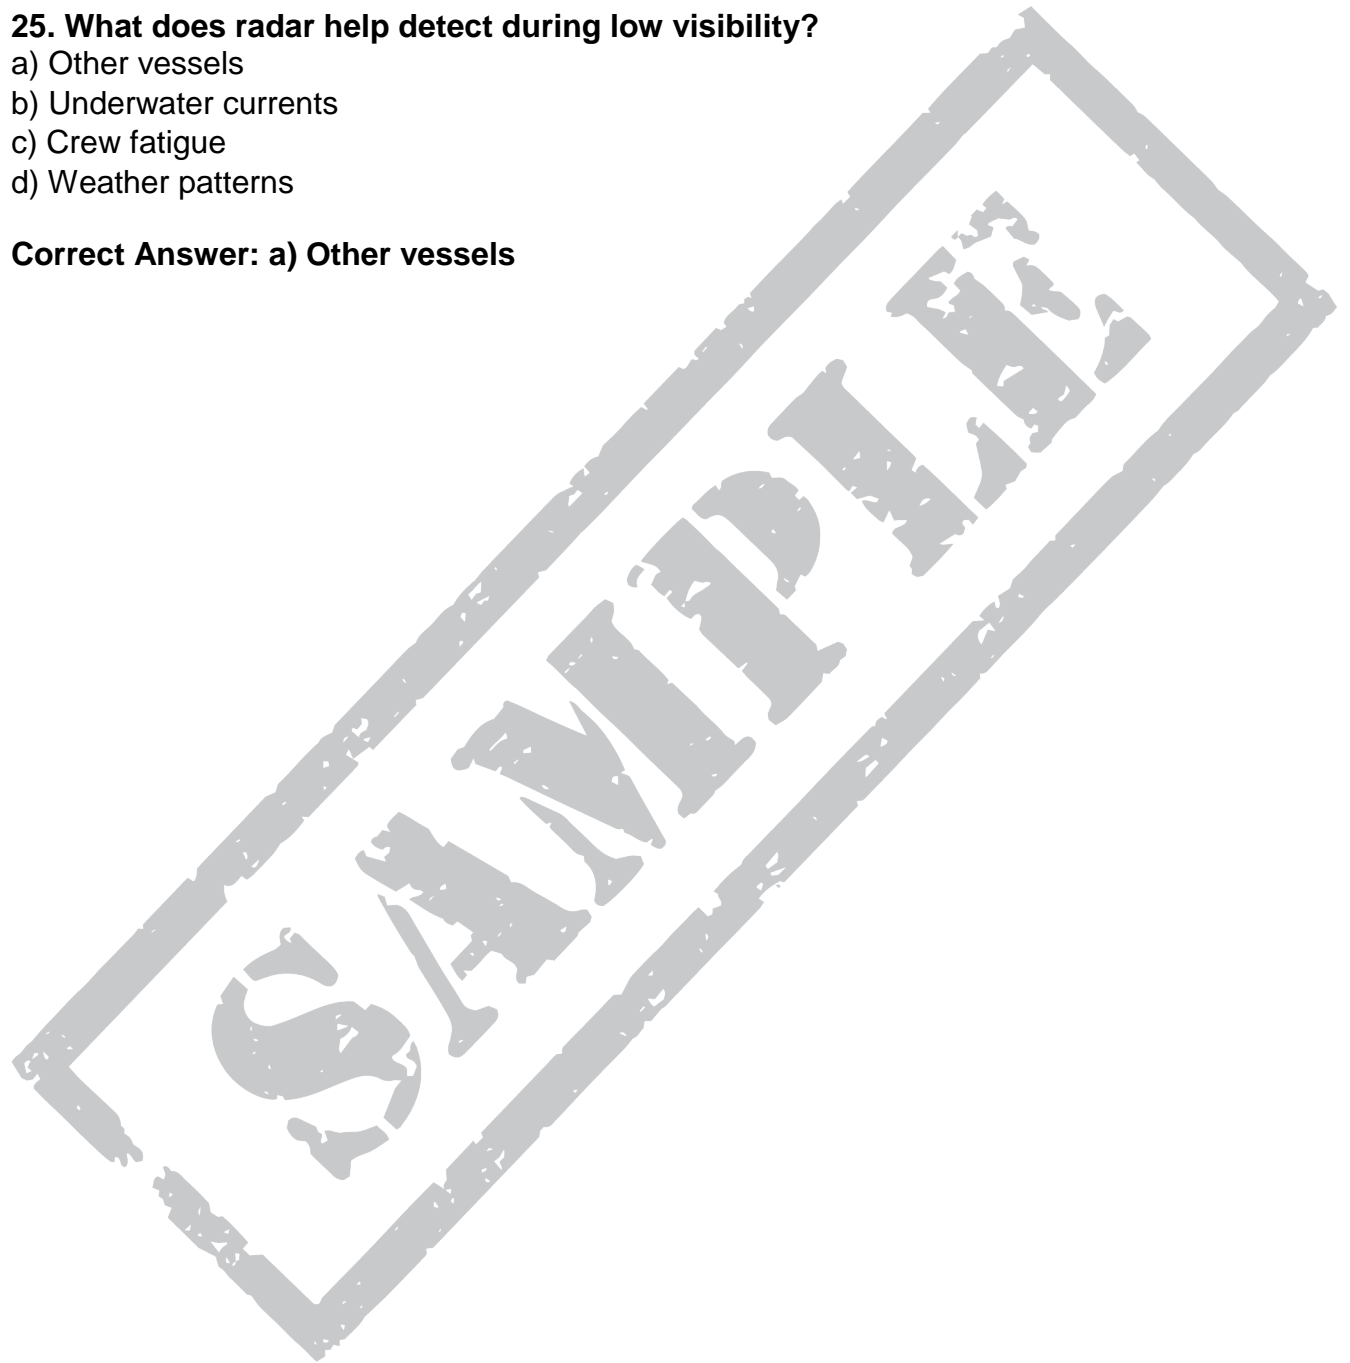 25. What does radar help detect during low visibility?
a) Other vessels
b) Underwater currents
c) Crew fatigue
d) Weather patterns
Correct Answer: a) Other vessels
SAMPLE